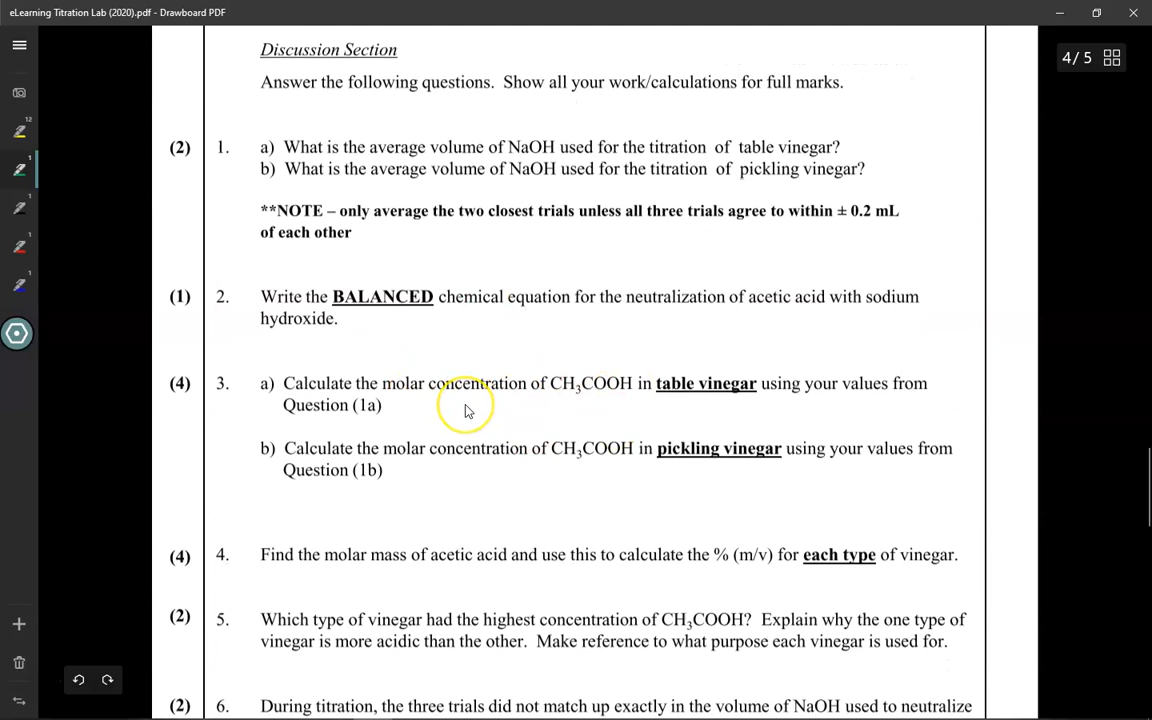 eLearning Titration Lab (2020).pdf - Drawboard PDF
4 / 5
Discussion Section
Answer the following questions. Show all your work/calculations for full marks.
(2) 1. a) What is the average volume of NaOH used for the titration of table vinegar?
b) What is the average volume of NaOH used for the titration of pickling vinegar?
**NOTE – only average the two closest trials unless all three trials agree to within ± 0.2 mL
of each other
(1) 2. Write the BALANCED chemical equation for the neutralization of acetic acid with sodium
hydroxide.
(4) 3. a) Calculate the molar concentration of CH₃COOH in table vinegar using your values from
Question (1a)
b) Calculate the molar concentration of CH₃COOH in pickling vinegar using your values from
Question (1b)
(4) 4. Find the molar mass of acetic acid and use this to calculate the % (m/v) for each type of vinegar.
(2) 5. Which type of vinegar had the highest concentration of CH₃COOH? Explain why the one type of
vinegar is more acidic than the other. Make reference to what purpose each vinegar is used for.
(2) 6. During titration, the three trials did not match up exactly in the volume of NaOH used to neutralize
12
1
1
1
1